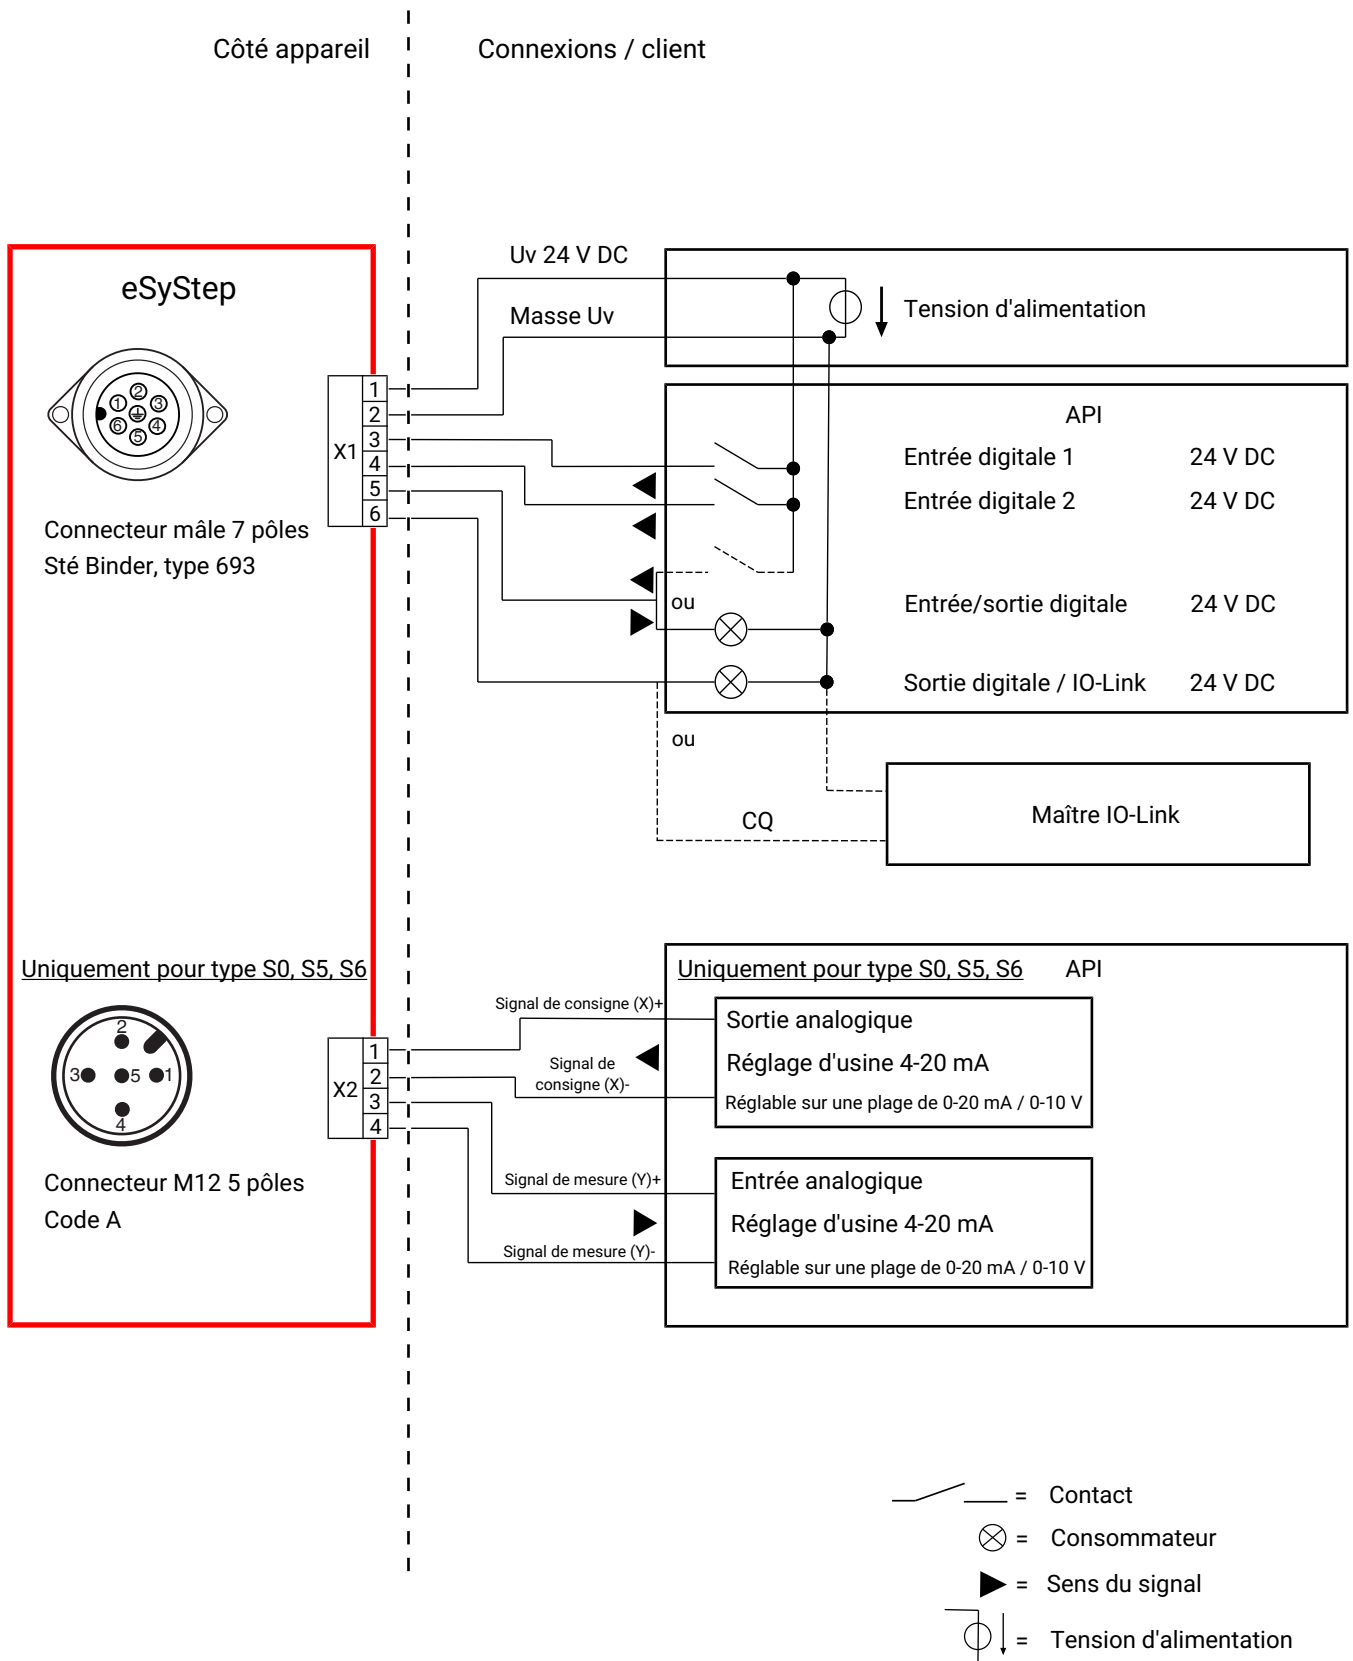 Côté appareil
Connexions / client
eSyStep
1
2
3
4
5
6
Connecteur mâle 7 pôles
Sté Binder, type 693
X1
1
2
3
4
5
6
Uv 24 V DC
Masse Uv
Tension d'alimentation
API
Entrée digitale 1 24 V DC
Entrée digitale 2 24 V DC
ou
Entrée/sortie digitale 24 V DC
Sortie digitale / IO-Link 24 V DC
ou
CQ
Maître IO-Link
Uniquement pour type S0, S5, S6
2
3
5
1
4
Connecteur M12 5 pôles
Code A
X2
1
2
3
4
Signal de consigne (X)+
Signal de
consigne (X)-
Signal de mesure (Y)+
Signal de mesure (Y)-
Uniquement pour type S0, S5, S6 API
Sortie analogique
Réglage d'usine 4-20 mA
Réglable sur une plage de 0-20 mA / 0-10 V
Entrée analogique
Réglage d'usine 4-20 mA
Réglable sur une plage de 0-20 mA / 0-10 V
= Contact
= Consommateur
= Sens du signal
= Tension d'alimentation